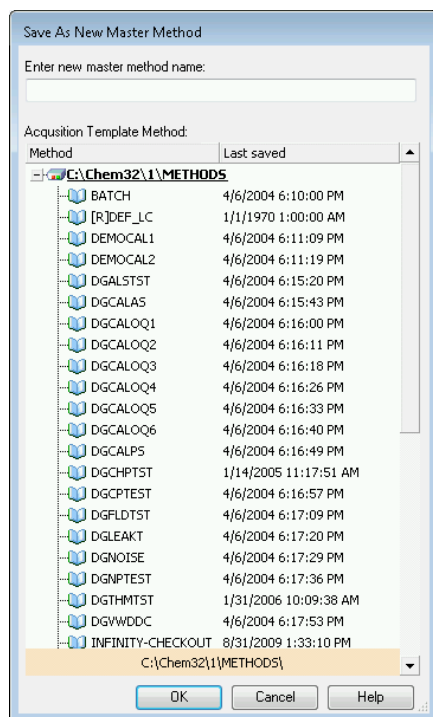 Save As New Master Method
Enter new master method name:
Acqusition Template Method:
Method Last saved
C:\Chem32\1\METHODS
BATCH 4/6/2004 6:10:00 PM
[R]DEF_LC 1/1/1970 1:00:00 AM
DEMOCAL1 4/6/2004 6:11:09 PM
DEMOCAL2 4/6/2004 6:11:19 PM
DGALSTST 4/6/2004 6:15:20 PM
DGCALAS 4/6/2004 6:15:43 PM
DGCALOQ1 4/6/2004 6:16:00 PM
DGCALOQ2 4/6/2004 6:16:11 PM
DGCALOQ3 4/6/2004 6:16:18 PM
DGCALOQ4 4/6/2004 6:16:26 PM
DGCALOQ5 4/6/2004 6:16:33 PM
DGCALOQ6 4/6/2004 6:16:40 PM
DGCALPS 4/6/2004 6:16:49 PM
DGCHPTST 1/14/2005 11:17:51 AM
DGCPTEST 4/6/2004 6:16:57 PM
DGFLDTST 4/6/2004 6:17:09 PM
DGLEAKT 4/6/2004 6:17:20 PM
DGNOISE 4/6/2004 6:17:29 PM
DGNPTEST 4/6/2004 6:17:36 PM
DGTHMTST 1/31/2006 10:09:38 AM
DGVWDDC 4/6/2004 6:17:53 PM
INFINITY-CHECKOUT 8/31/2009 1:33:10 PM
C:\Chem32\1\METHODS\
OK Cancel Help